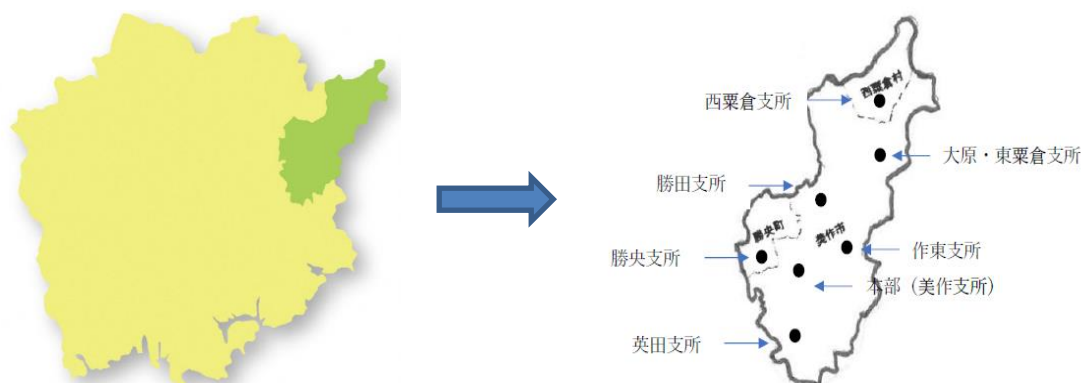 西粟倉村
西粟倉支所
大原・東粟倉支所
勝田支所
勝央町
美作市
勝央支所
作東支所
本部（美作支所）
英田支所